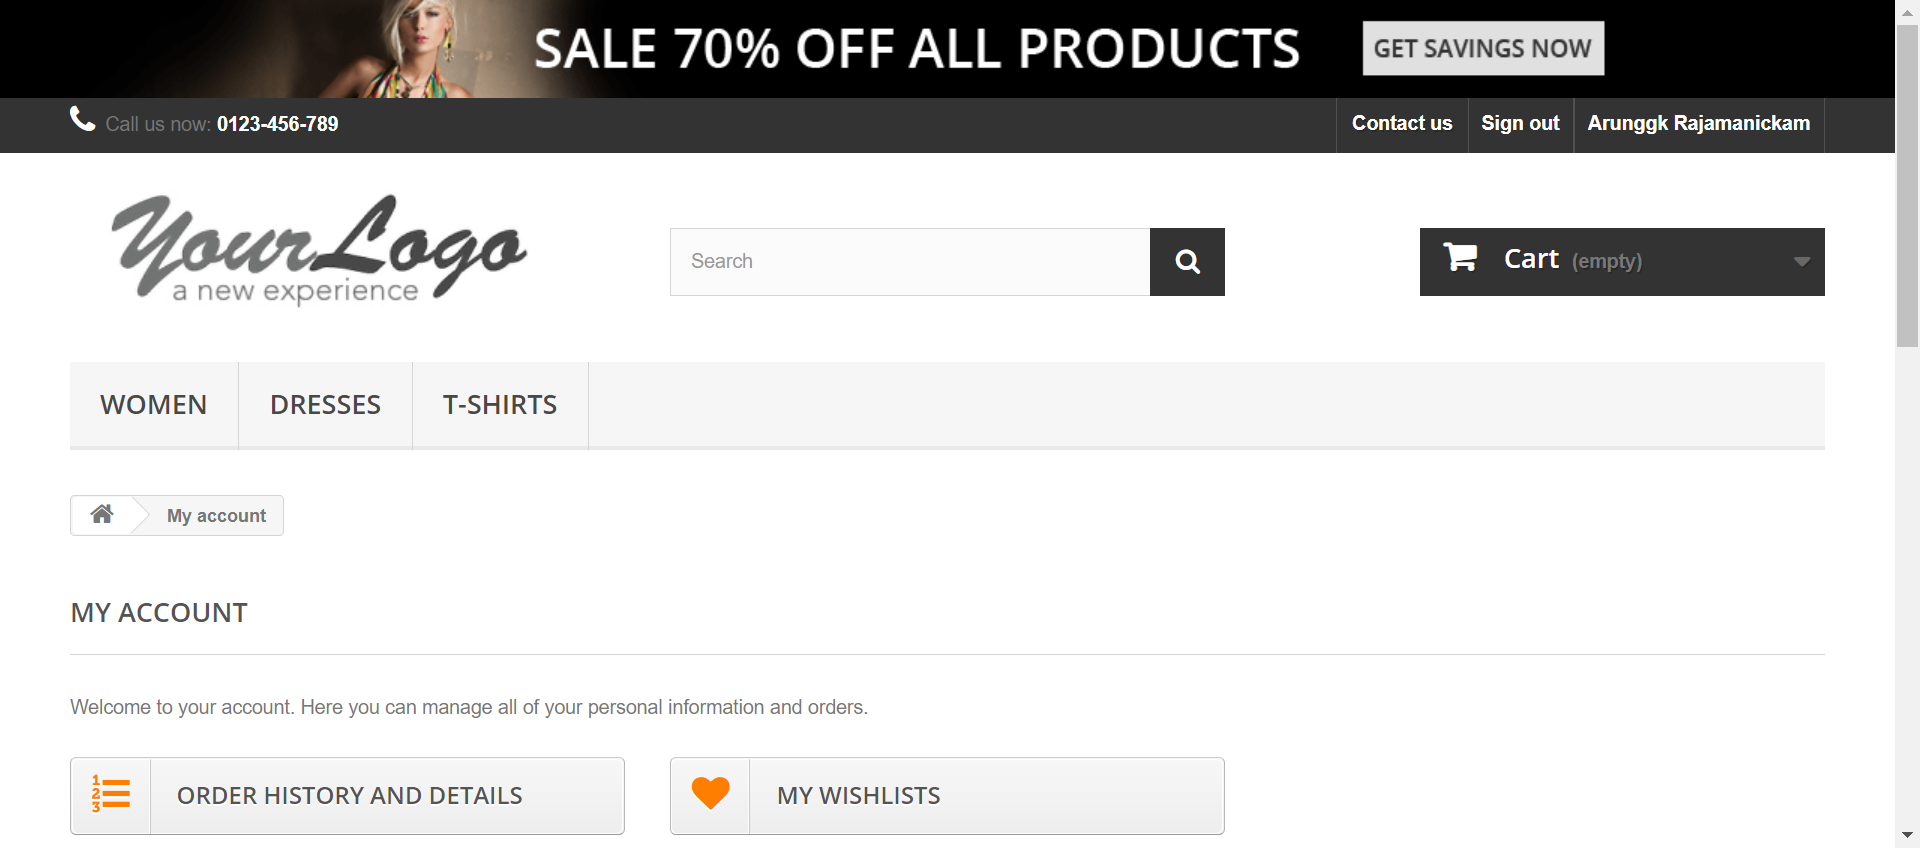 SALE 70% OFF ALL PRODUCTS GET SAVINGS NOW
Call us now: 0123-456-789 Contact us Sign out Arunggk Rajamanickam
Your Logo
a new experience
Search
Cart (empty)
WOMEN DRESSES T-SHIRTS
My account
MY ACCOUNT
Welcome to your account. Here you can manage all of your personal information and orders.
1
2
3
ORDER HISTORY AND DETAILS MY WISHLISTS